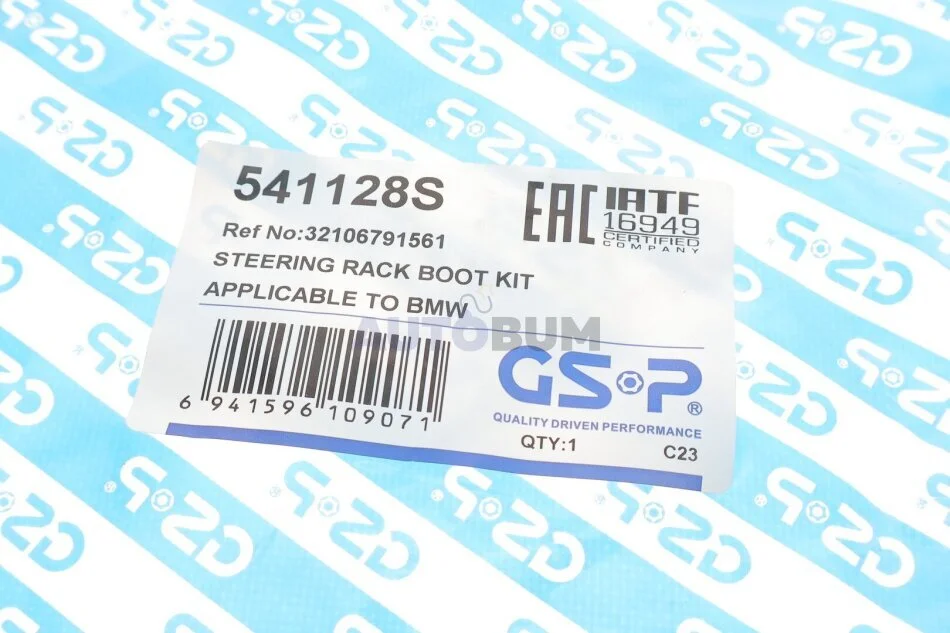 541128S
EAC
IATF
16949
CERTIFIED
COMPANY
Ref No:32106791561
STEERING RACK BOOT KIT
APPLICABLE TO BMW
AUTOBUM
6 941596 109071
GSP®
QUALITY DRIVEN PERFORMANCE
QTY:1
C23